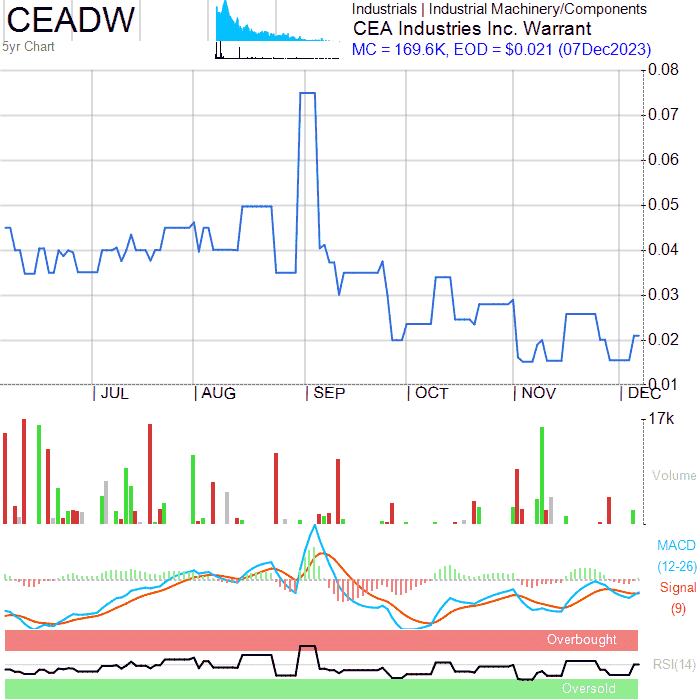 CEADW
5yr Chart
Industrials | Industrial Machinery/Components
CEA Industries Inc. Warrant
MC = 169.6K, EOD = $0.021 (07Dec2023)
0.08
0.07
0.06
0.05
0.04
0.03
0.02
0.01
JUL
AUG
SEP
OCT
NOV
DEC
17k
Volume
MACD
(12-26)
Signal
(9)
Overbought
RSI(14)
Oversold